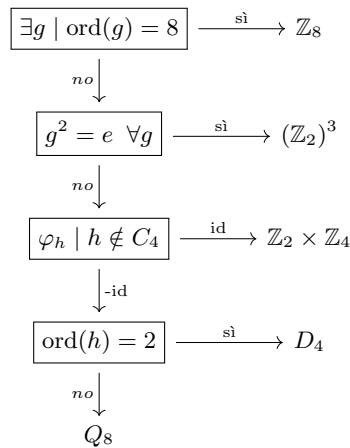 ∃g | ord(g) = 8 sì ℤ₈
no
g² = e ∀g sì (ℤ₂)³
no
φₕ | h ∉ C₄ id ℤ₂ × ℤ₄
-id
ord(h) = 2 sì D₄
no
Q₈